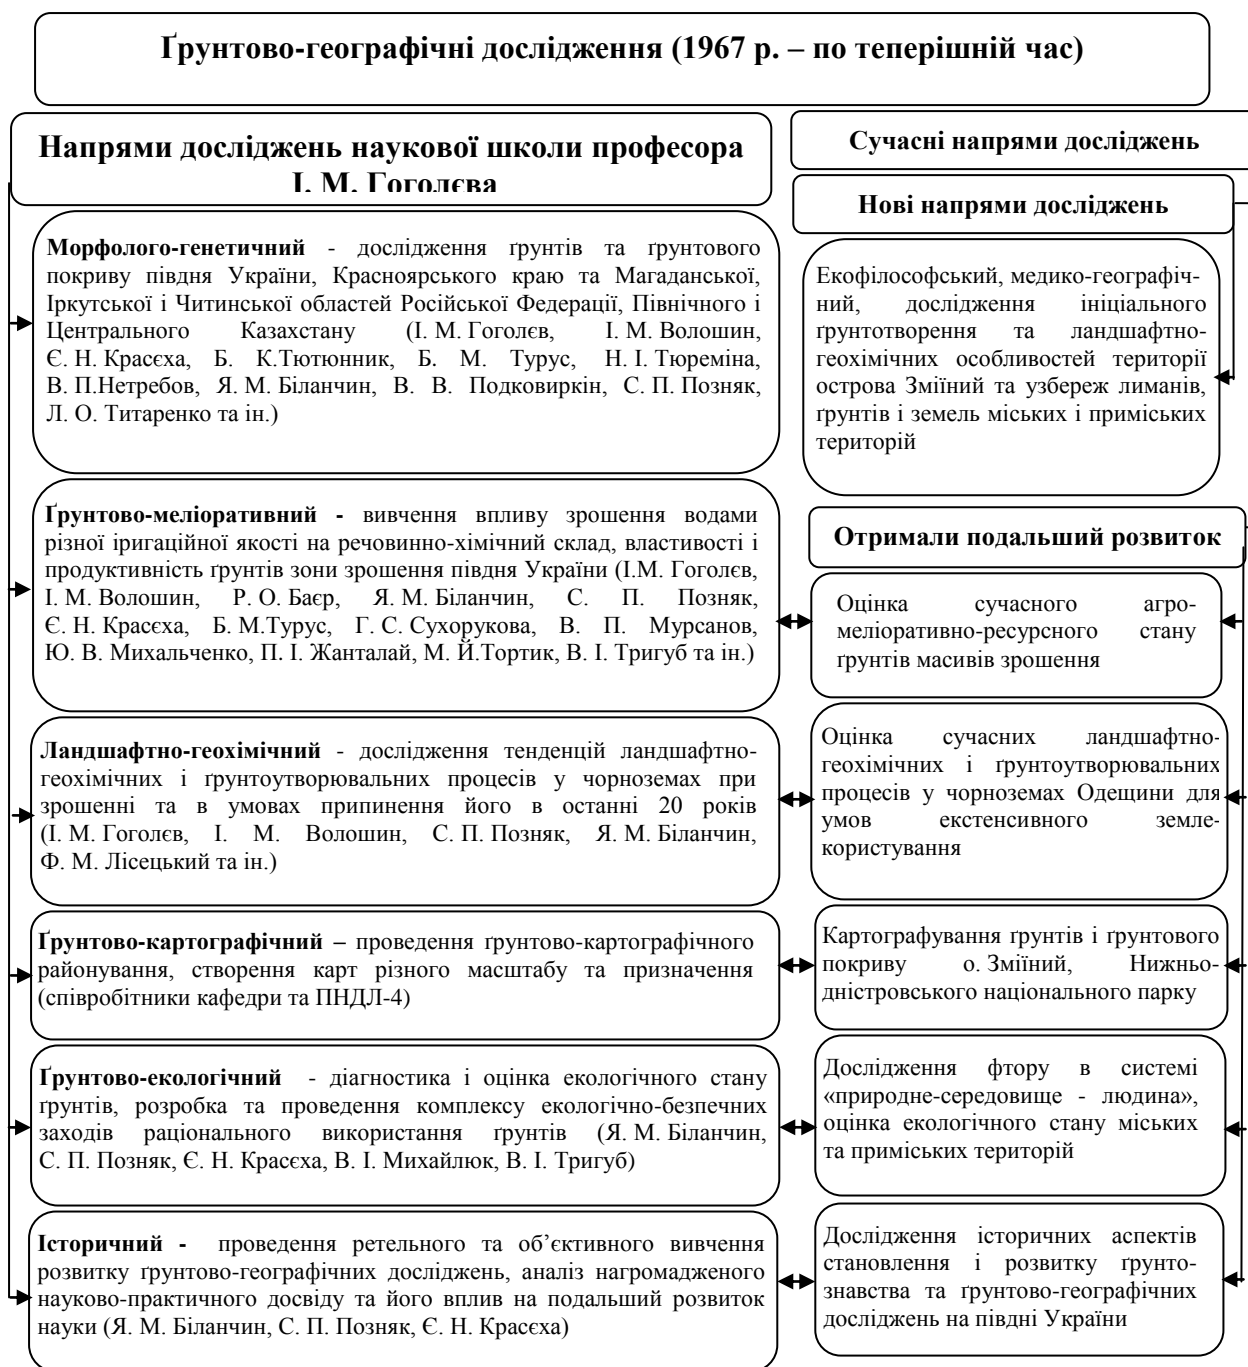 Ґрунтово-географічні дослідження (1967 р. – по теперішній час)
Напрями досліджень наукової школи професора
І. М. Гоголєва
Морфолого-генетичний - дослідження ґрунтів та ґрунтового
покриву півдня України, Красноярського краю та Магаданської,
Іркутської і Читинської областей Російської Федерації, Північного і
Центрального Казахстану (І. М. Гоголєв, І. М. Волошин,
Є. Н. Красєха, Б. К.Тютюнник, Б. М. Турус, Н. І. Тюреміна,
В. П.Нетребов, Я. М. Біланчин, В. В. Подковиркін, С. П. Позняк,
Л. О. Титаренко та ін.)
Ґрунтово-меліоративний - вивчення впливу зрошення водами
різної іригаційної якості на речовинно-хімічний склад, властивості і
продуктивність ґрунтів зони зрошення півдня України (І.М. Гоголєв,
І. М. Волошин, Р. О. Баєр, Я. М. Біланчин, С. П. Позняк,
Є. Н. Красєха, Б. М.Турус, Г. С. Сухорукова, В. П. Мурсанов,
Ю. В. Михальченко, П. І. Жанталай, М. Й.Тортик, В. І. Тригуб та ін.)
Ландшафтно-геохімічний - дослідження тенденцій ландшафтно-
геохімічних і ґрунтоутворювальних процесів у чорноземах при
зрошенні та в умовах припинення його в останні 20 років
(І. М. Гоголєв, І. М. Волошин, С. П. Позняк, Я. М. Біланчин,
Ф. М. Лісецький та ін.)
Ґрунтово-картографічний – проведення ґрунтово-картографічного
районування, створення карт різного масштабу та призначення
(співробітники кафедри та ПНДЛ-4)
Ґрунтово-екологічний - діагностика і оцінка екологічного стану
ґрунтів, розробка та проведення комплексу екологічно-безпечних
заходів раціонального використання ґрунтів (Я. М. Біланчин,
С. П. Позняк, Є. Н. Красєха, В. І. Михайлюк, В. І. Тригуб)
Історичний - проведення ретельного та об’єктивного вивчення
розвитку ґрунтово-географічних досліджень, аналіз нагромадженого
науково-практичного досвіду та його вплив на подальший розвиток
науки (Я. М. Біланчин, С. П. Позняк, Є. Н. Красєха)
Сучасні напрями досліджень
Нові напрями досліджень
Екофілософський, медико-географіч-
ний, дослідження ініціального
ґрунтотворення та ландшафтно-
геохімічних особливостей території
острова Зміїний та узбереж лиманів,
ґрунтів і земель міських і приміських
територій
Отримали подальший розвиток
Оцінка сучасного агро-
меліоративно-ресурсного стану
ґрунтів масивів зрошення
Оцінка сучасних ландшафтно-
геохімічних і ґрунтоутворювальних
процесів у чорноземах Одещини для
умов екстенсивного земле-
користування
Картографування ґрунтів і ґрунтового
покриву о. Зміїний, Нижньо-
дністровського національного парку
Дослідження фтору в системі
«природне-середовище - людина»,
оцінка екологічного стану міських
та приміських територій
Дослідження історичних аспектів
становлення і розвитку ґрунто-
знавства та ґрунтово-географічних
досліджень на півдні України